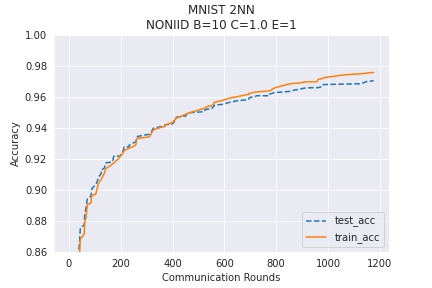 MNIST 2NN
NONIID B=10 C=1.0 E=1
1.00
0.98
0.96
0.94
0.92
0.90
0.88
0.86
Accuracy
test_acc
train_acc
0 200 400 600 800 1000 1200
Communication Rounds